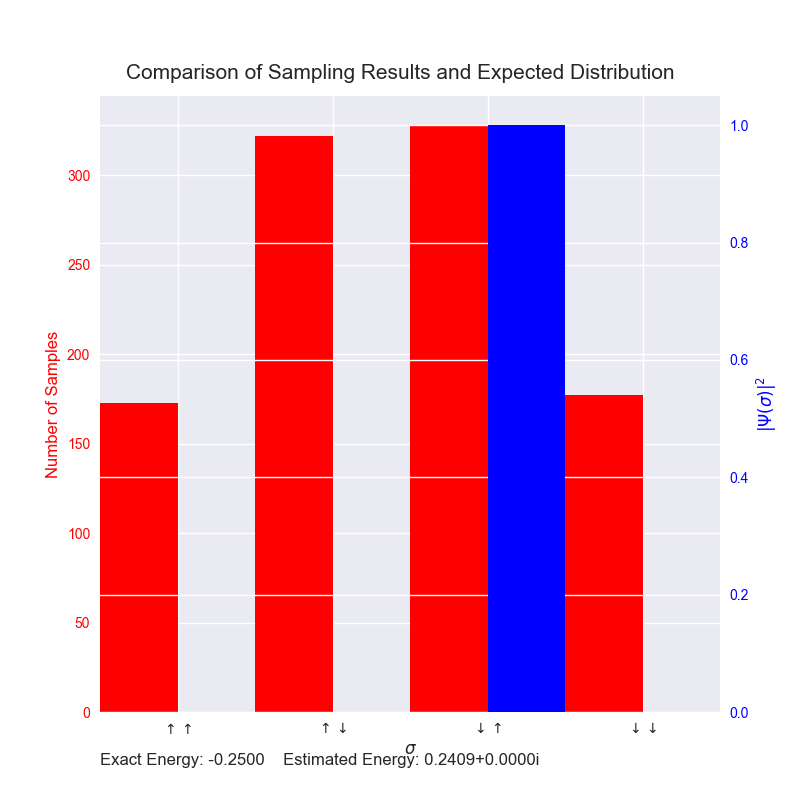 Comparison of Sampling Results and Expected Distribution
Number of Samples
300
250
200
150
100
50
0
|Ψ(σ)|²
1.0
0.8
0.6
0.4
0.2
0.0
↑ ↑ ↑ ↓ ↓ ↑ ↓ ↓
σ
Exact Energy: -0.2500 Estimated Energy: 0.2409+0.0000i